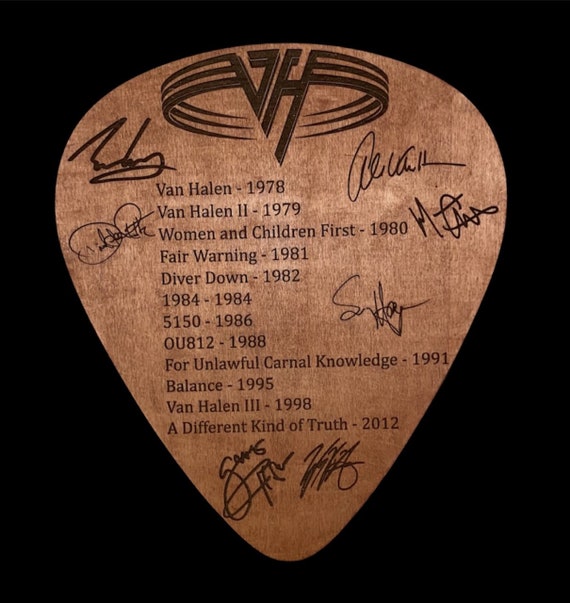 VH
Van Halen - 1978
Van Halen II - 1979
Women and Children First - 1980
Fair Warning - 1981
Diver Down - 1982
1984 - 1984
5150 - 1986
OU812 - 1988
For Unlawful Carnal Knowledge - 1991
Balance - 1995
Van Halen III - 1998
A Different Kind of Truth - 2012